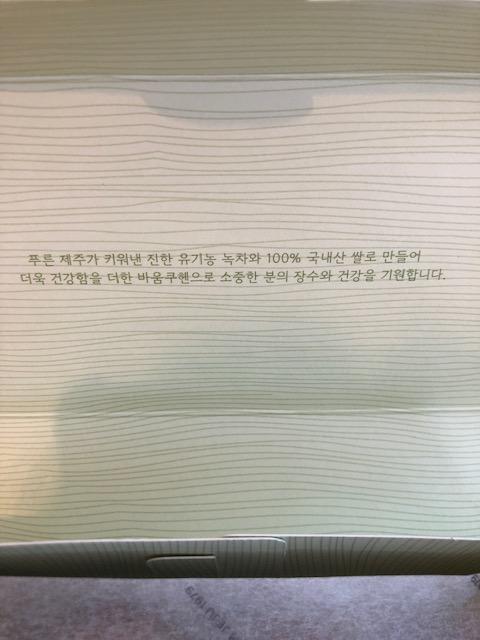 푸른 제주가 키워낸 진한 유기농 녹차와 100% 국내산 쌀로 만들어
더욱 건강함을 더한 바움쿠헨으로 소중한 분의 장수와 건강을 기원합니다.